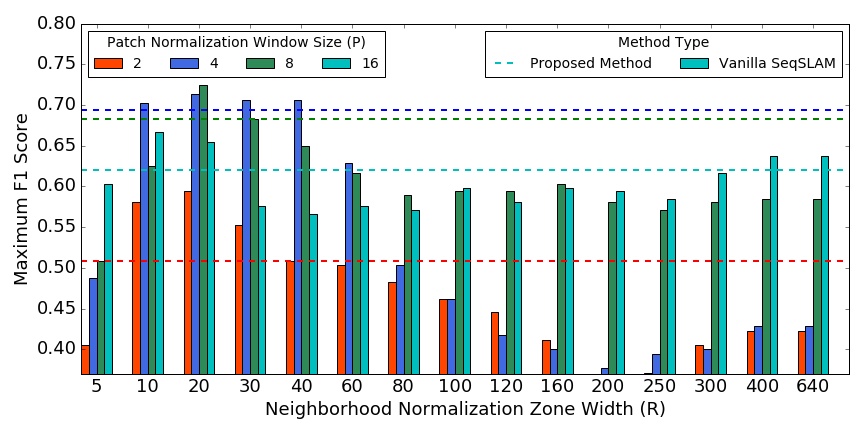 Patch Normalization Window Size (P)
2 4 8 16
Method Type
Proposed Method Vanilla SeqSLAM
Maximum F1 Score
0.80
0.75
0.70
0.65
0.60
0.55
0.50
0.45
0.40
5 10 20 30 40 60 80 100 120 160 200 250 300 400 640
Neighborhood Normalization Zone Width (R)